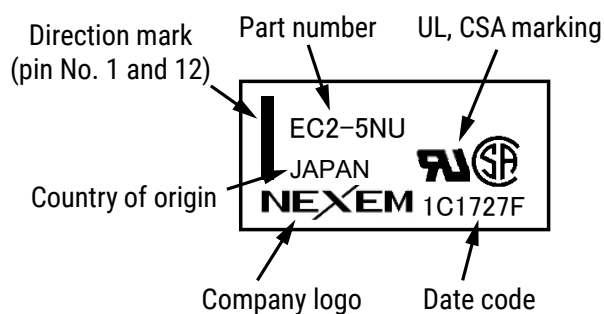 Direction mark
(pin No. 1 and 12)
Part number
UL, CSA marking
EC2-5NU
JAPAN
Country of origin
NEXEM
1C1727F
Company logo
Date code